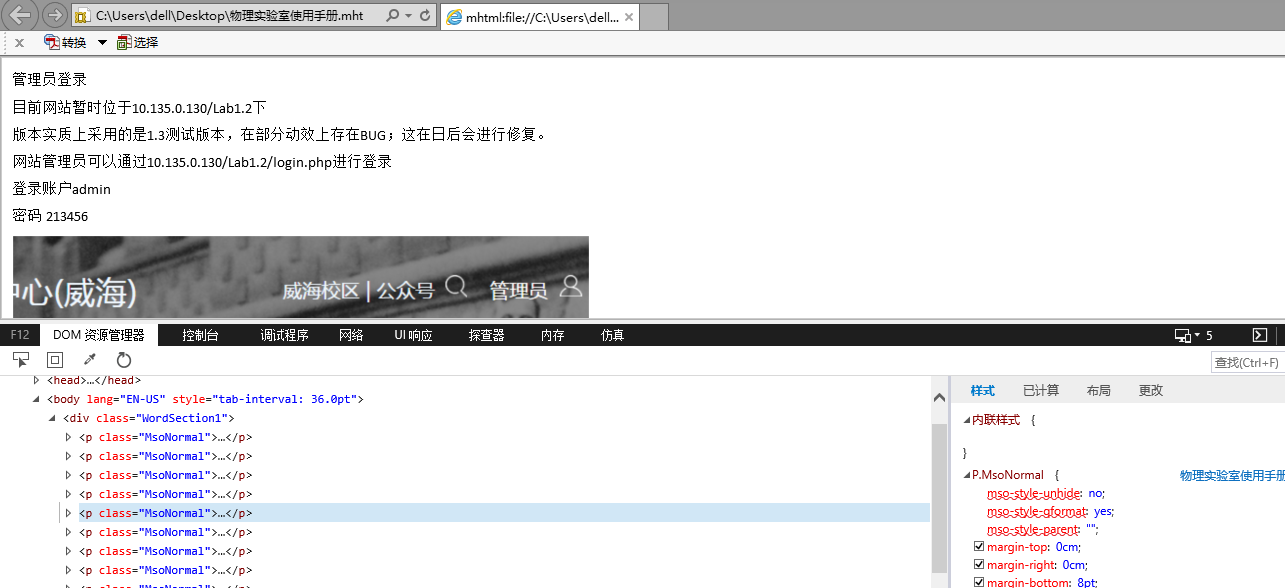 C:\Users\dell\Desktop\物理实验室使用手册.mht
mhtml:file://C:\Users\dell...
x 转换 选择
管理员登录
目前网站暂时位于10.135.0.130/Lab1.2下
版本实质上采用的是1.3测试版本，在部分动效上存在BUG；这在日后会进行修复。
网站管理员可以通过10.135.0.130/Lab1.2/login.php进行登录
登录账户admin
密码 213456
中心(威海) 威海校区 | 公众号 管理员
F12 DOM 资源管理器 控制台 调试程序 网络 UI 响应 探查器 内存 仿真 5
查找(Ctrl+F)
<head>…</head>
<body lang="EN-US" style="tab-interval: 36.0pt">
<div class="WordSection1">
<p class="MsoNormal">…</p>
<p class="MsoNormal">…</p>
<p class="MsoNormal">…</p>
<p class="MsoNormal">…</p>
<p class="MsoNormal">…</p>
<p class="MsoNormal">…</p>
<p class="MsoNormal">…</p>
<p class="MsoNormal">…</p>
<p class="MsoNormal">…</p>
样式 已计算 布局 更改
内联样式 {
}
P.MsoNormal { 物理实验室使用手册
mso-style-unhide: no;
mso-style-qformat: yes;
mso-style-parent: "";
margin-top: 0cm;
margin-right: 0cm;
margin-bottom: 8pt;